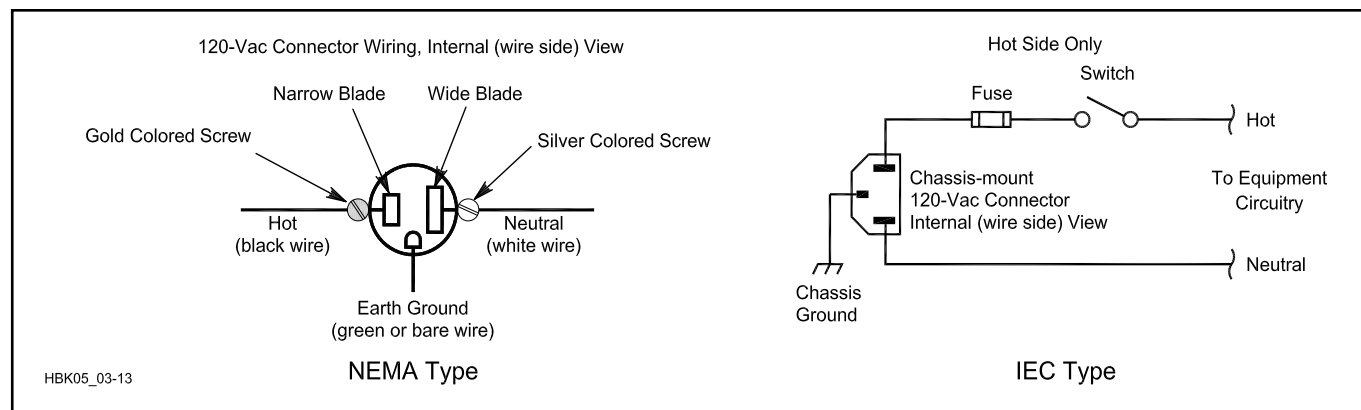 120-Vac Connector Wiring, Internal (wire side) View
Narrow Blade
Wide Blade
Gold Colored Screw
Silver Colored Screw
Hot
(black wire)
Neutral
(white wire)
Earth Ground
(green or bare wire)
NEMA Type
HBK05_03-13
Hot Side Only
Switch
Fuse
Hot
Chassis-mount
120-Vac Connector
Internal (wire side) View
To Equipment
Circuitry
Neutral
Chassis
Ground
IEC Type